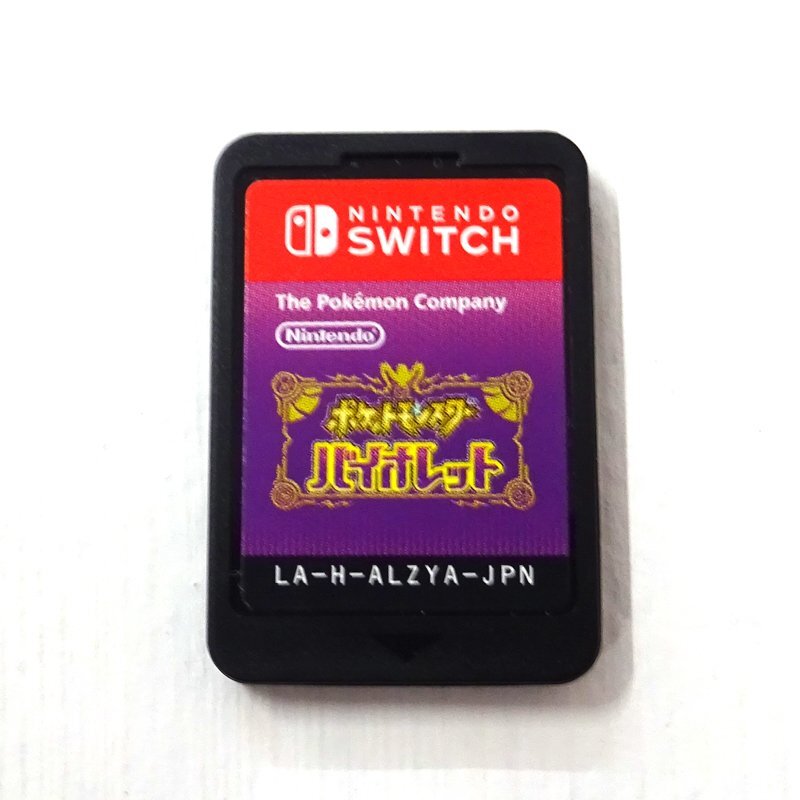 NINTENDO
SWITCH
The Pokémon Company
Nintendo®
ポケットモンスター
バイオレット
LA-H-ALZYA-JPN